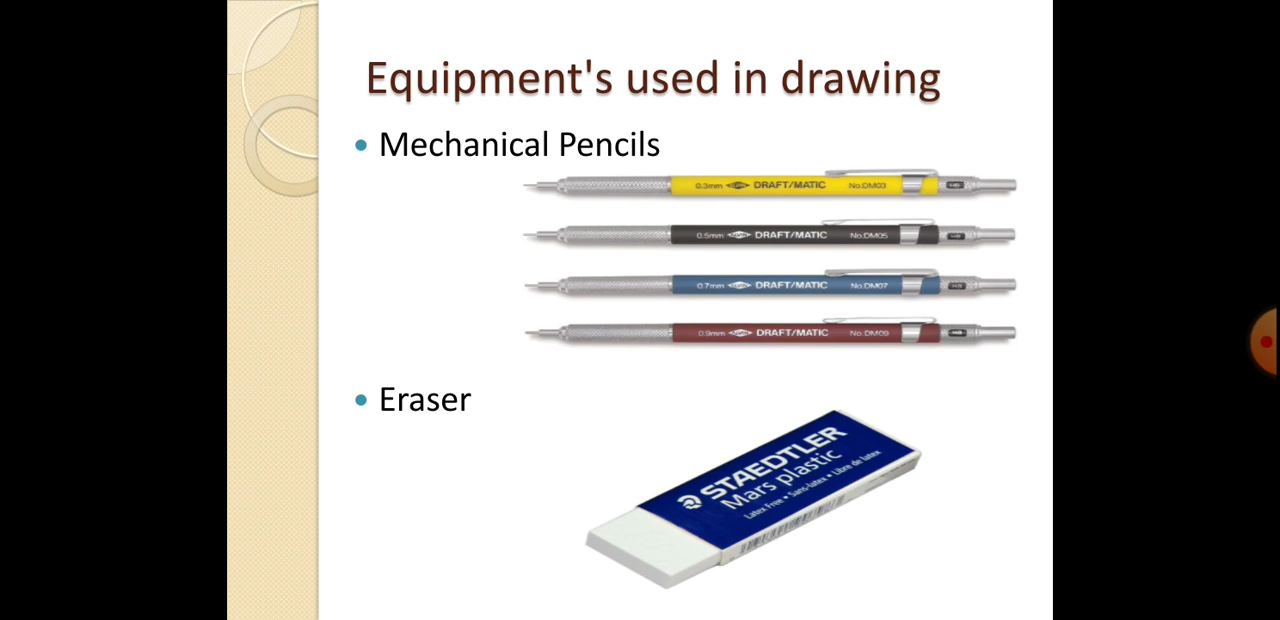 Equipment's used in drawing
Mechanical Pencils
0.3mm DRAFT/MATIC No.DM03
0.5mm DRAFT/MATIC No.DM05
0.7mm DRAFT/MATIC No.DM07
0.9mm DRAFT/MATIC No.DM09
Eraser
STAEDTLER
Mars plastic
Latex Free • Sans-latex • Libre de latex